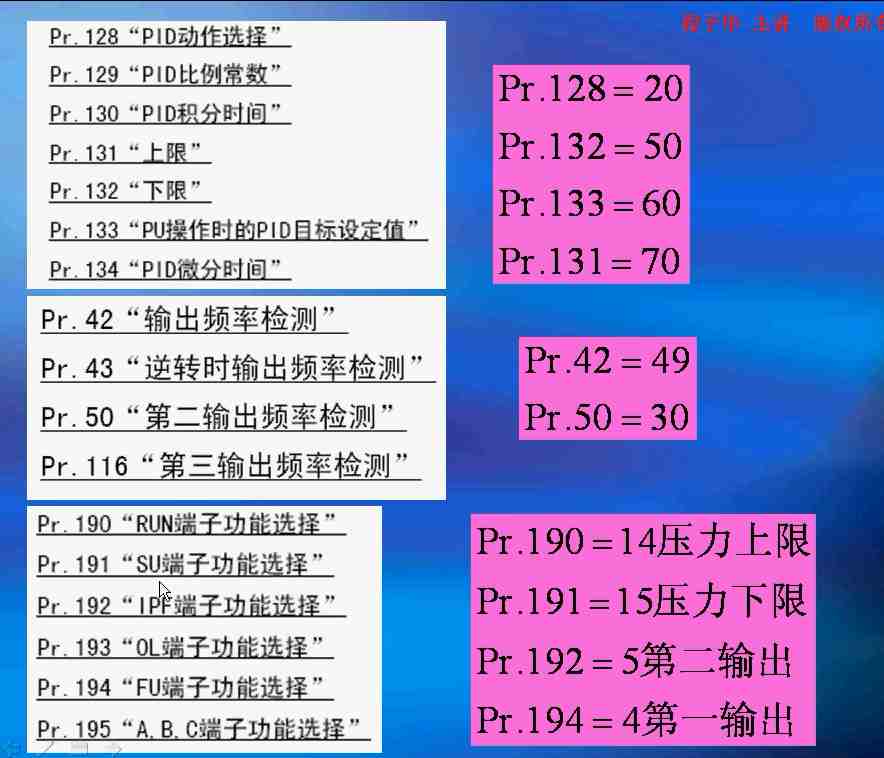 Pr.128“PID动作选择”
Pr.129“PID比例常数”
Pr.130“PID积分时间”
Pr.131“上限”
Pr.132“下限”
Pr.133“PU操作时的PID目标设定值”
Pr.134“PID微分时间”
Pr.128 = 20
Pr.132 = 50
Pr.133 = 60
Pr.131 = 70
Pr.42“输出频率检测”
Pr.43“逆转时输出频率检测”
Pr.50“第二输出频率检测”
Pr.116“第三输出频率检测”
Pr.42 = 49
Pr.50 = 30
Pr.190“RUN端子功能选择”
Pr.191“SU端子功能选择”
Pr.192“IPF端子功能选择”
Pr.193“OL端子功能选择”
Pr.194“FU端子功能选择”
Pr.195“A.B.C端子功能选择”
Pr.190 = 14压力上限
Pr.191 = 15压力下限
Pr.192 = 5第二输出
Pr.194 = 4第一输出